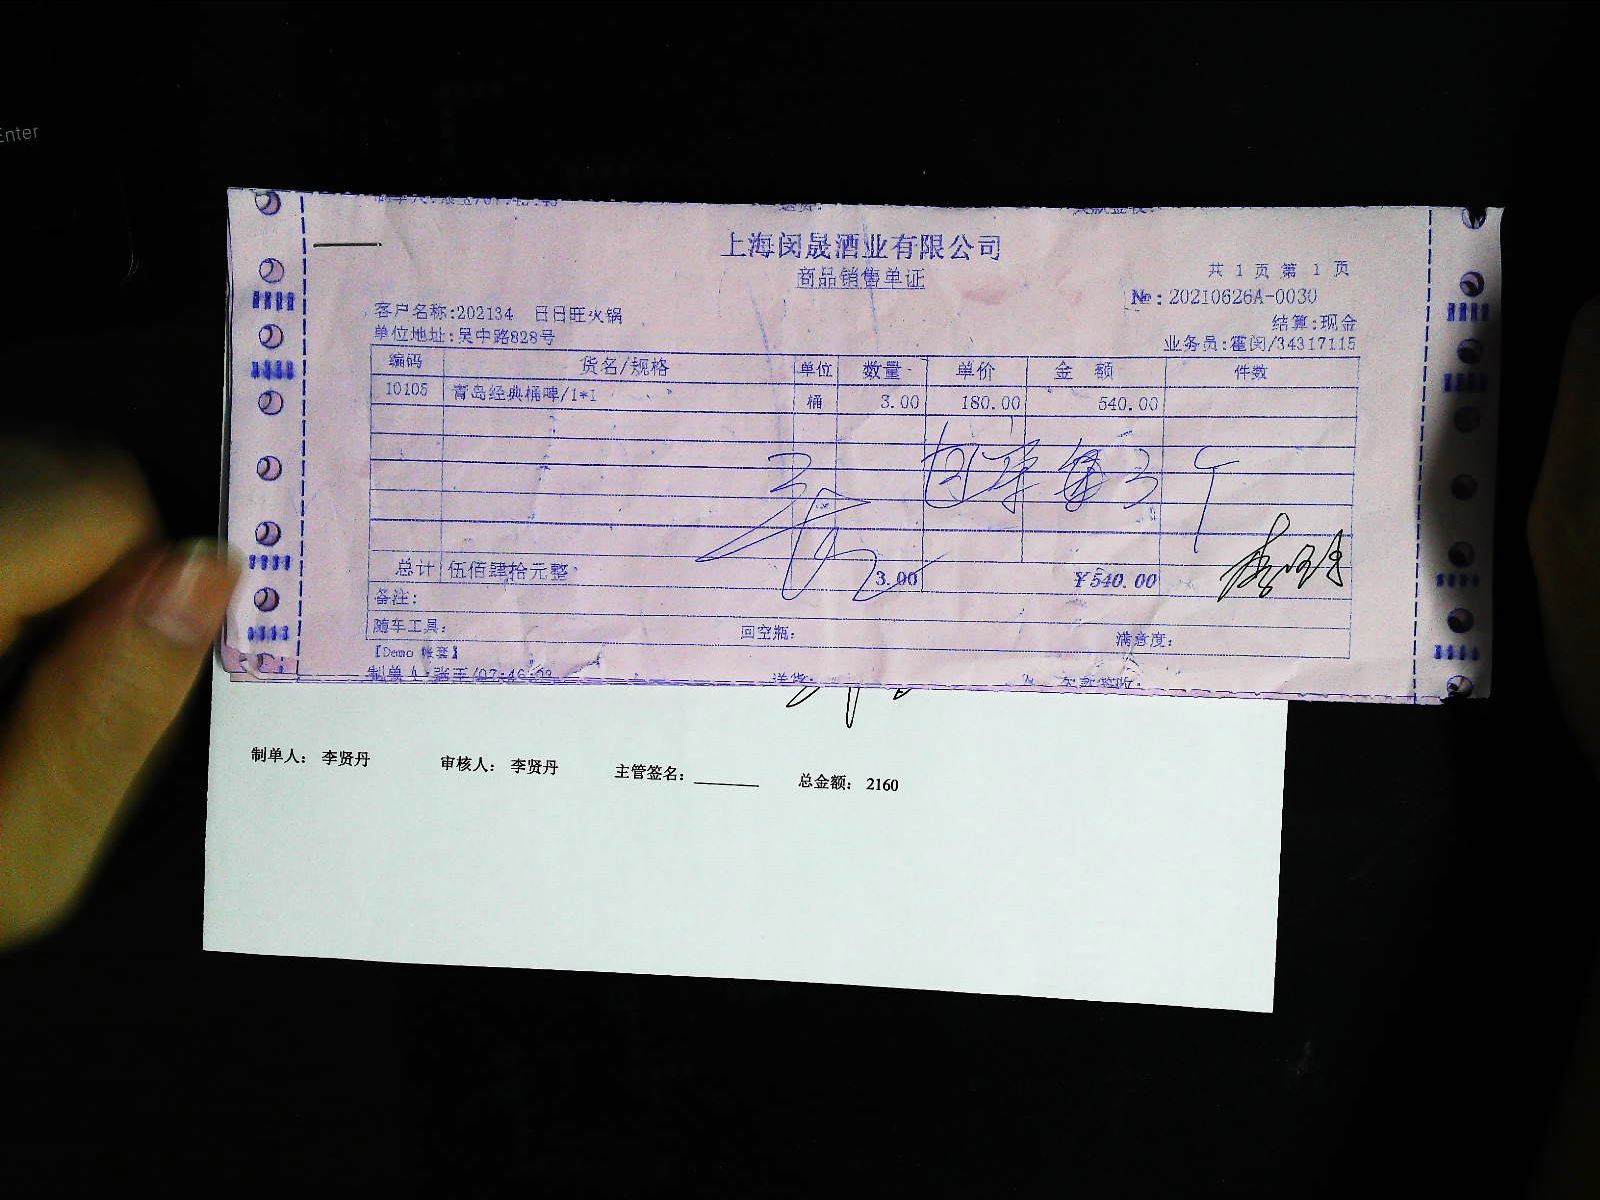 Enter
上海闵晟酒业有限公司
商品销售单证
共 1 页 第 1 页
№: 20210626A-0030
客户名称:202134 日日旺火锅
结算:现金
单位地址:吴中路828号
业务员:霍闵/34317115
编码 货名/规格 单位 数量 单价 金 额 件数
10105 青岛经典桶啤/1*1 桶 3.00 180.00 540.00
总计 伍佰肆拾元整 3.00 ¥540.00
备注:
随车工具: 回空瓶: 满意度:
【Demo 帐套】
制单人: 李贤丹 审核人: 李贤丹 主管签名: 总金额: 2160